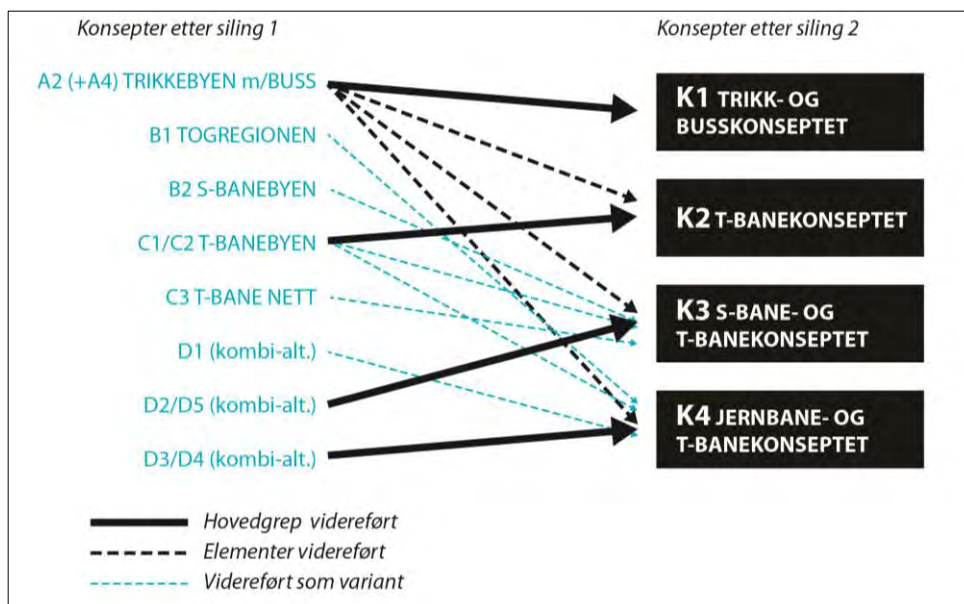 Konsepter etter siling 1
Konsepter etter siling 2
A2 (+A4) TRIKKEBYEN m/BUSS
B1 TOGREGIONEN
B2 S-BANEBYEN
C1/C2 T-BANEBYEN
C3 T-BANE NETT
D1 (kombi-alt.)
D2/D5 (kombi-alt.)
D3/D4 (kombi-alt.)
K1 TRIKK- OG
BUSSKONSEPTET
K2 T-BANEKONSEPTET
K3 S-BANE- OG
T-BANEKONSEPTET
K4 JERNBANE- OG
T-BANEKONSEPTET
Hovedgrep videreført
Elementer videreført
Videreført som variant